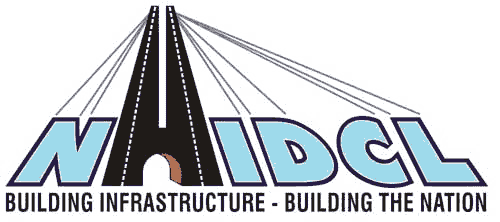 NHIDCL
BUILDING INFRASTRUCTURE - BUILDING THE NATION